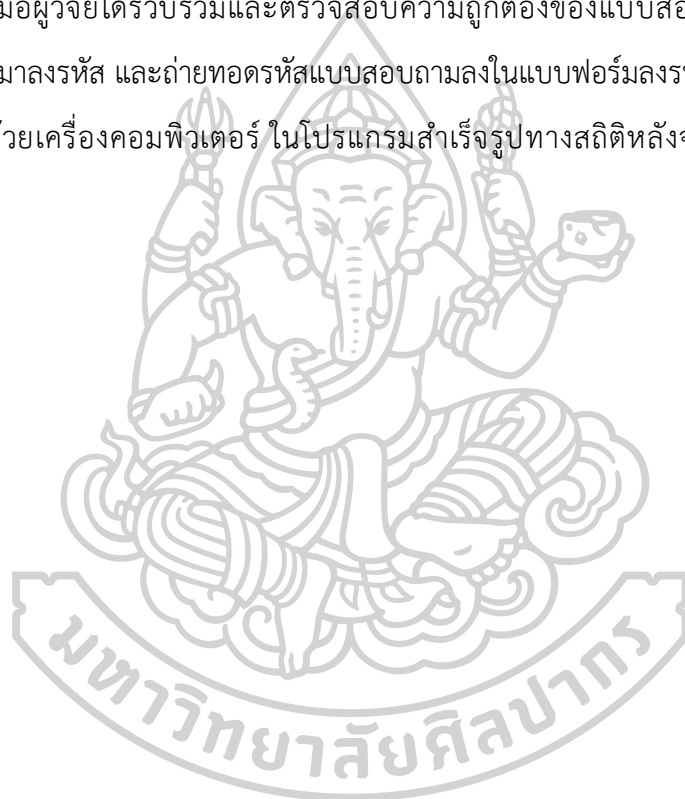 ผู้วิจัยได้รวบรวมและตรวจสอบความถูกต้องของแบบสอ
มาลงรหัส และถ่ายทอดรหัสแบบสอบถามลงในแบบฟอร์มลงร
วยเครื่องคอมพิวเตอร์ ในโปรแกรมสำเร็จรูปทางสถิติหลังจ
มหาวิทยาลัยศิลปากร